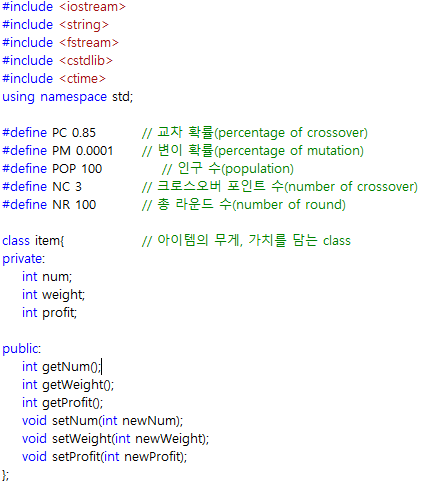 #include <iostream>
#include <string>
#include <fstream>
#include <cstdlib>
#include <ctime>
using namespace std;
#define PC 0.85 // 교차 확률(percentage of crossover)
#define PM 0.0001 // 변이 확률(percentage of mutation)
#define POP 100 // 인구 수(population)
#define NC 3 // 크로스오버 포인트 수(number of crossover)
#define NR 100 // 총 라운드 수(number of round)
class item{ // 아이템의 무게, 가치를 담는 class
private:
int num;
int weight;
int profit;
public:
int getNum();
int getWeight();
int getProfit();
void setNum(int newNum);
void setWeight(int newWeight);
void setProfit(int newProfit);
};